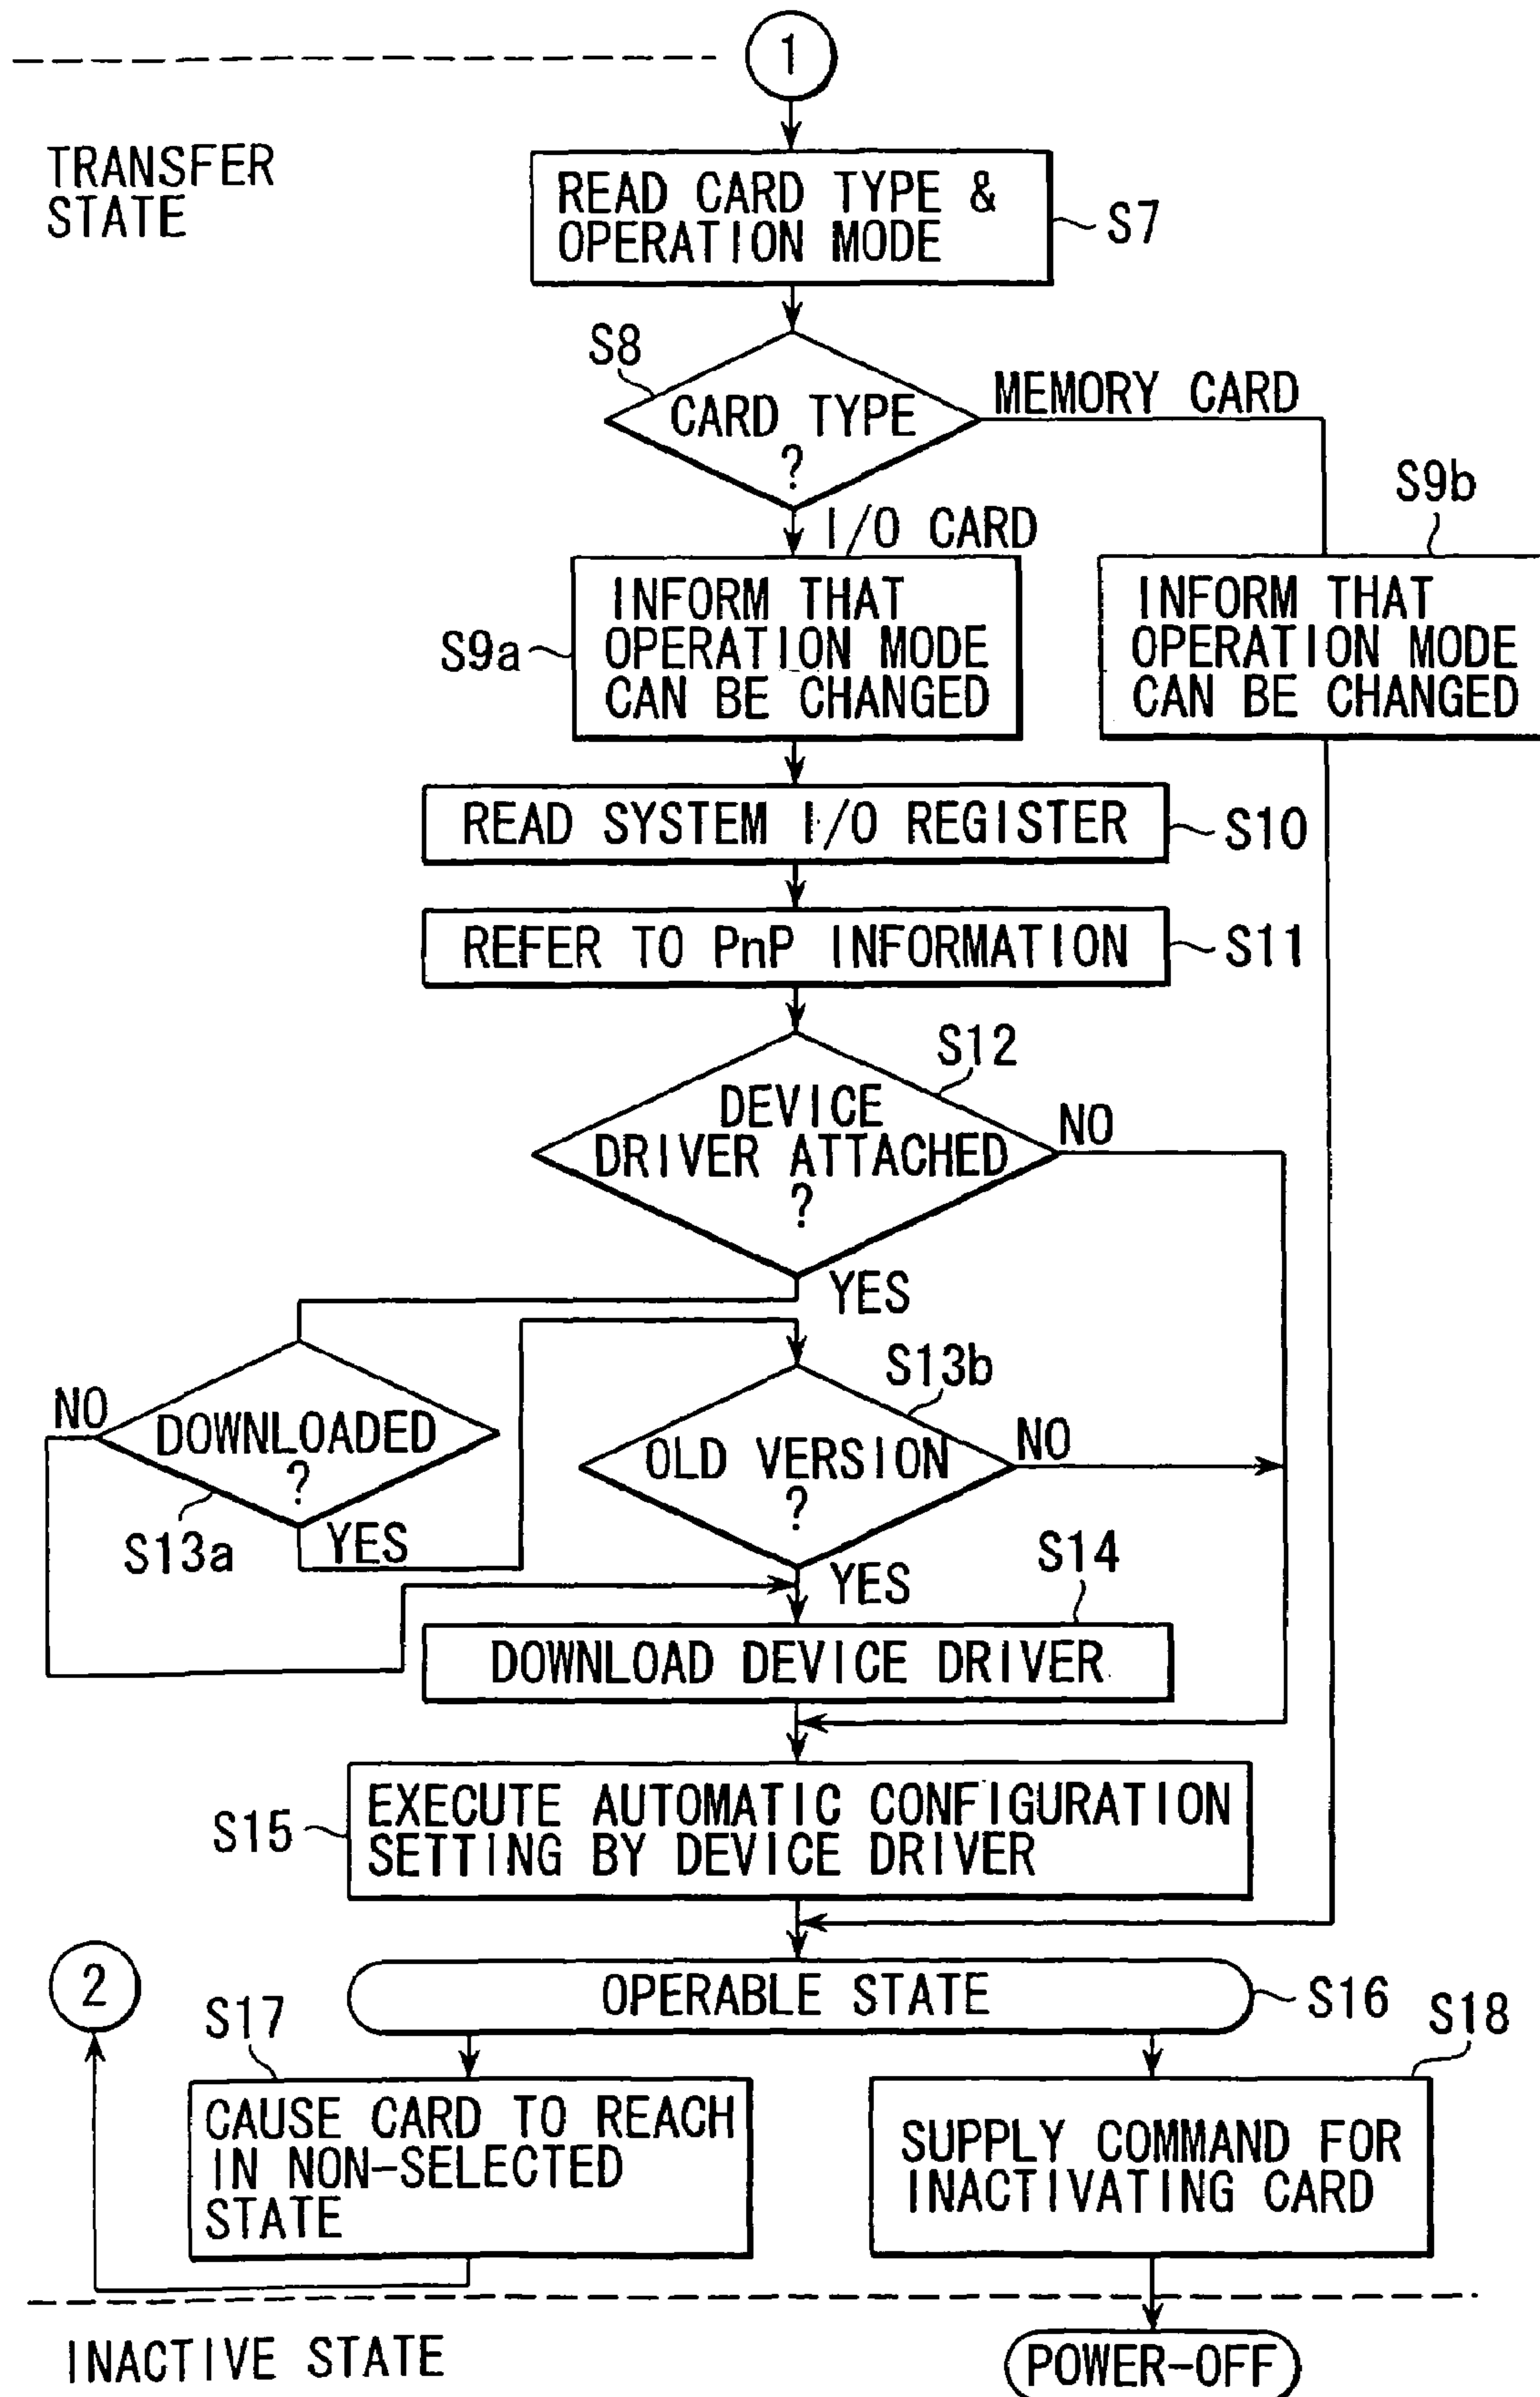 1
TRANSFER
STATE
READ CARD TYPE &
OPERATION MODE
S7
S8
CARD TYPE
?
MEMORY CARD
I/O CARD
S9b
INFORM THAT
OPERATION MODE
CAN BE CHANGED
S9a
INFORM THAT
OPERATION MODE
CAN BE CHANGED
READ SYSTEM I/O REGISTER
S10
REFER TO PnP INFORMATION
S11
S12
DEVICE
DRIVER ATTACHED
?
NO
YES
S13b
NO
DOWNLOADED
?
S13a
YES
OLD VERSION
?
NO
YES
S14
DOWNLOAD DEVICE DRIVER
S15
EXECUTE AUTOMATIC CONFIGURATION
SETTING BY DEVICE DRIVER
2
OPERABLE STATE
S16
S17
S18
CAUSE CARD TO REACH
IN NON-SELECTED
STATE
SUPPLY COMMAND FOR
INACTIVATING CARD
INACTIVE STATE
POWER-OFF